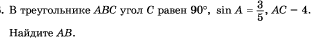 . В треугольнике ABC угол C равен 90°, sin A = 3/5, AC − 4.
Найдите AB.